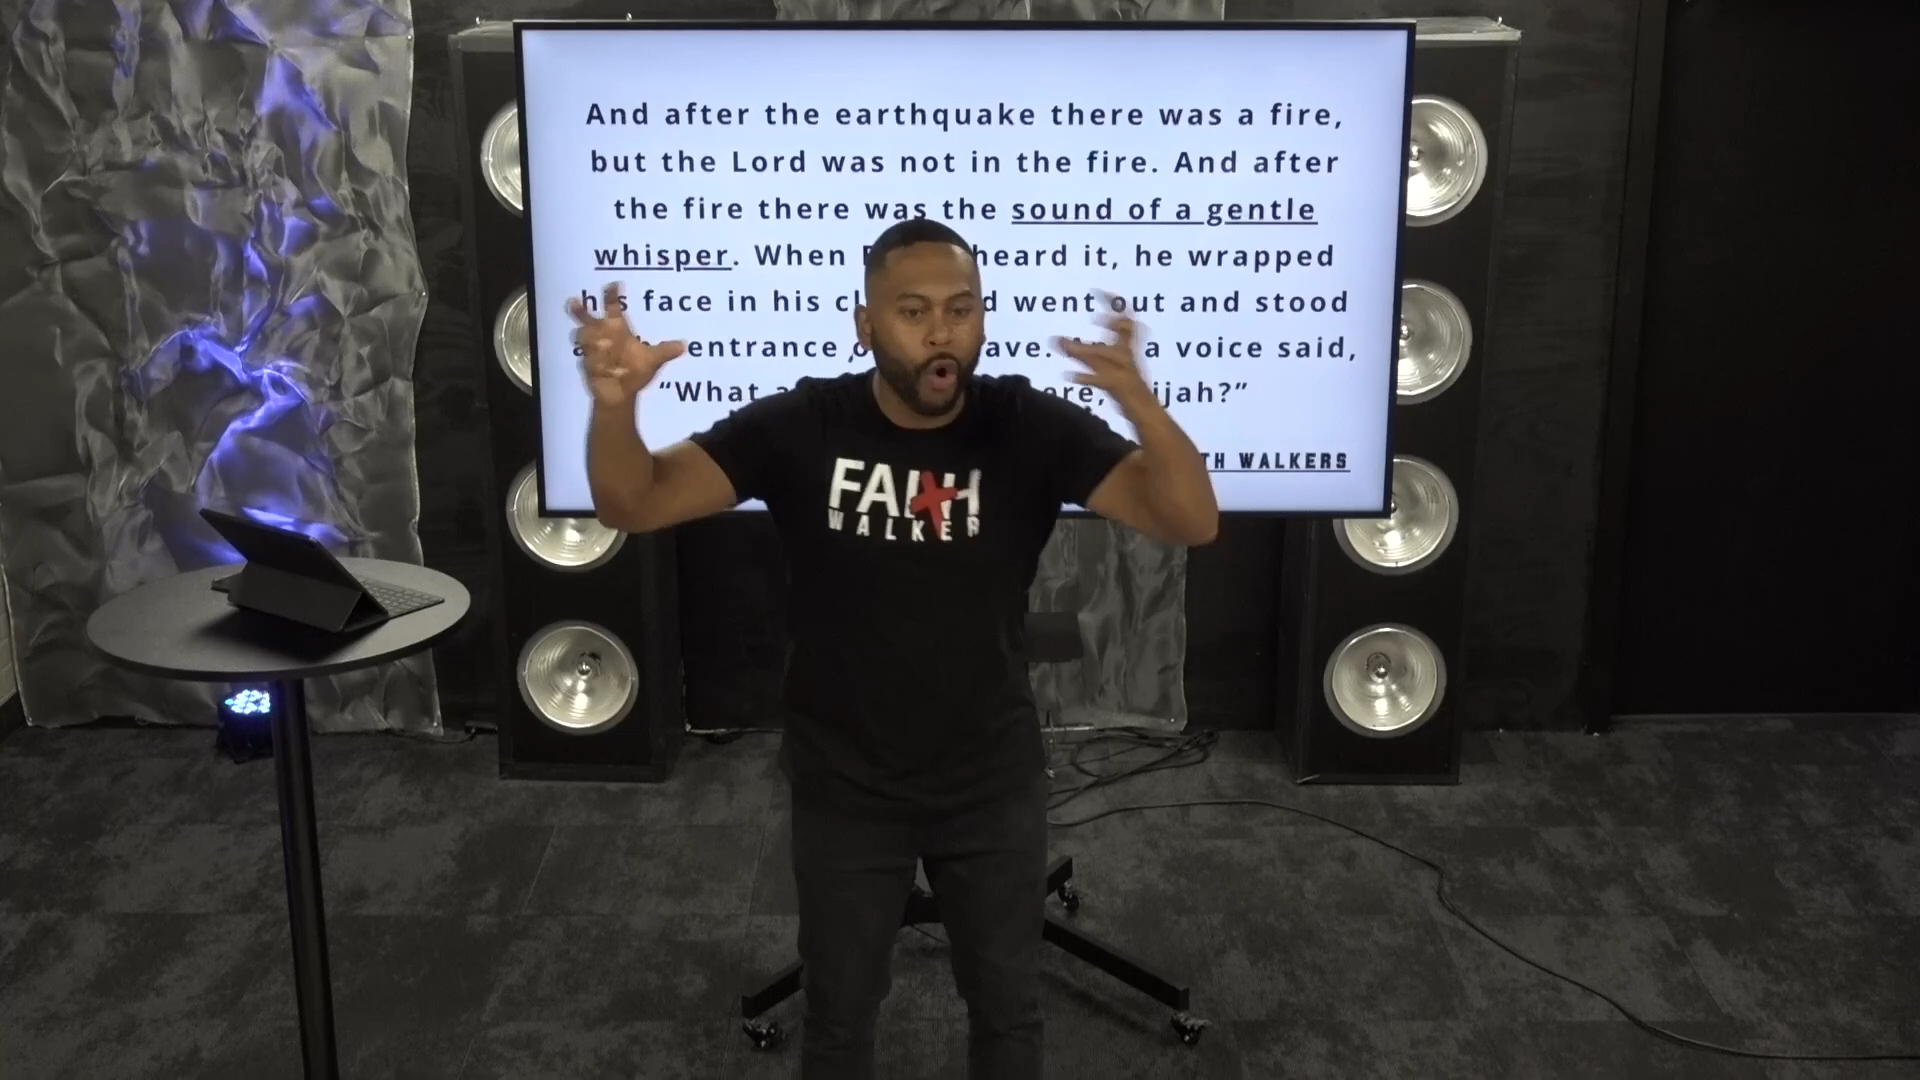 And after the earthquake there was a fire,
but the Lord was not in the fire. And after
the fire there was the sound of a gentle
whisper. When heard it, he wrapped
his face in his went out and stood
entrance a voice said,
“What
TH WALKERS
FAITH
WALKER